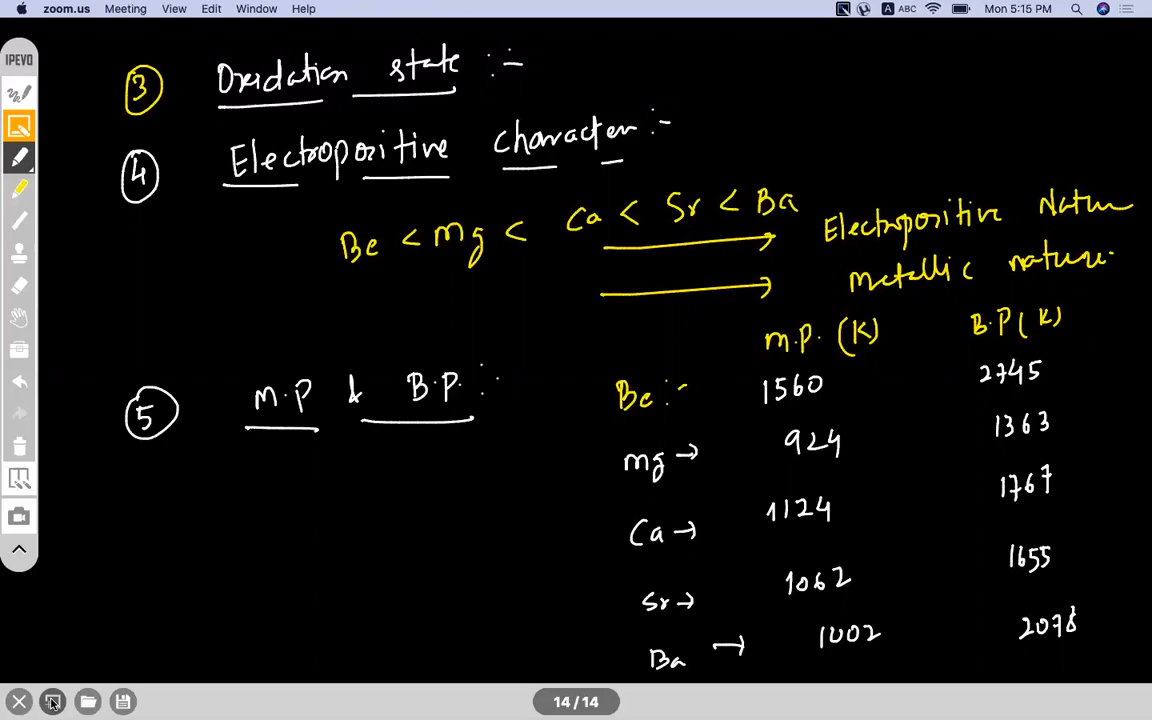 zoom.us Meeting View Edit Window Help A ABC Mon 5:15 PM
IPEVO
3 Oxidation state :-
4 Electropositive character :-
Be < Mg < Ca < Sr < Ba Electropositive Nature
Metallic nature.
M.P. (K) B.P (K)
5 M.P & B.P. :- Be :- 1560 2745
Mg → 924 1363
Ca → 1124 1767
Sr → 1062 1655
Ba → 1002 2078
14 / 14